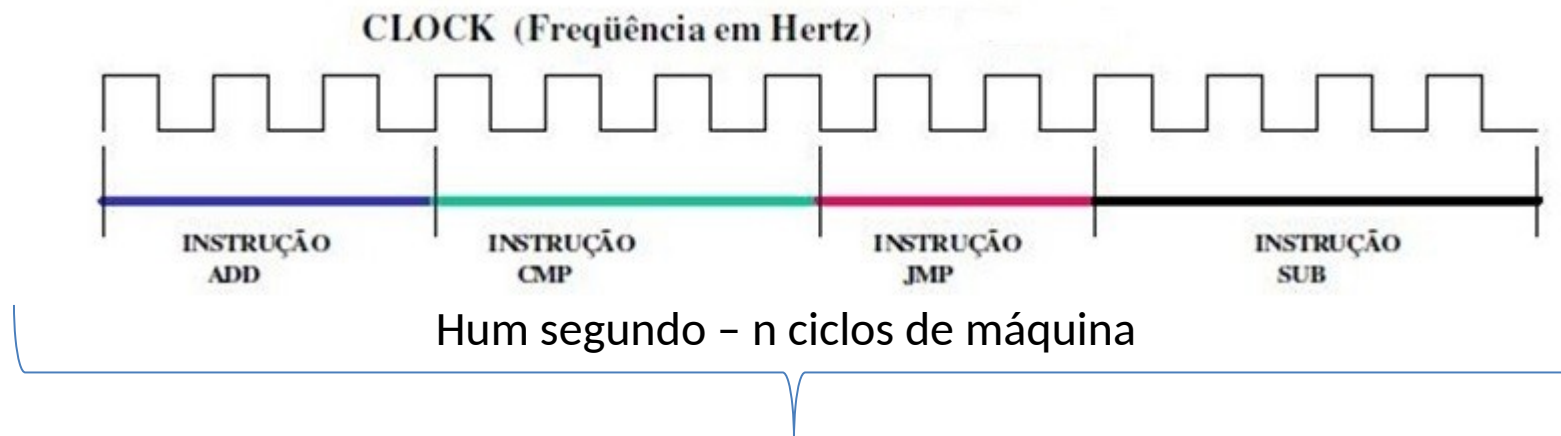 CLOCK (Freqüência em Hertz)
INSTRUÇÃO INSTRUÇÃO INSTRUÇÃO INSTRUÇÃO
ADD CMP JMP SUB
Hum segundo – n ciclos de máquina